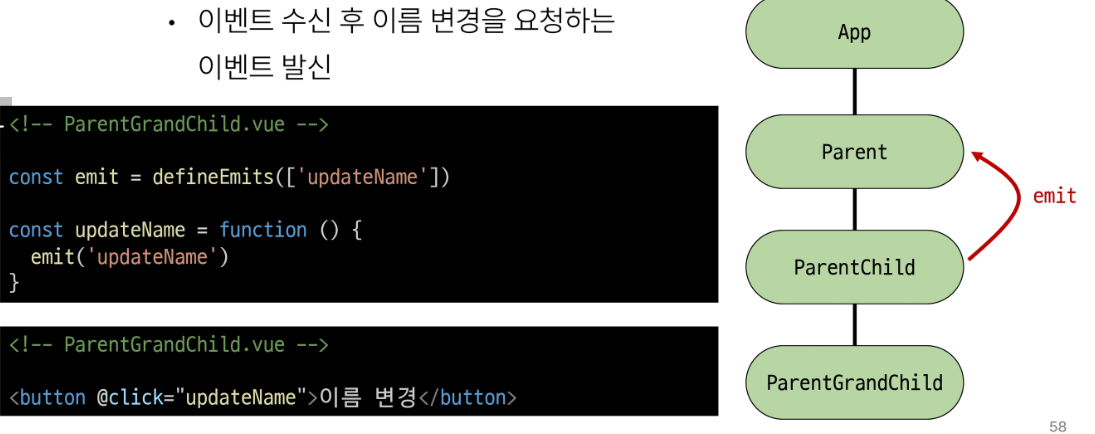 • 이벤트 수신 후 이름 변경을 요청하는
이벤트 발신
<!-- ParentGrandChild.vue -->
const emit = defineEmits(['updateName'])
const updateName = function () {
  emit('updateName')
}
<!-- ParentGrandChild.vue -->
<button @click="updateName">이름 변경</button>
App
Parent
emit
ParentChild
ParentGrandChild
58